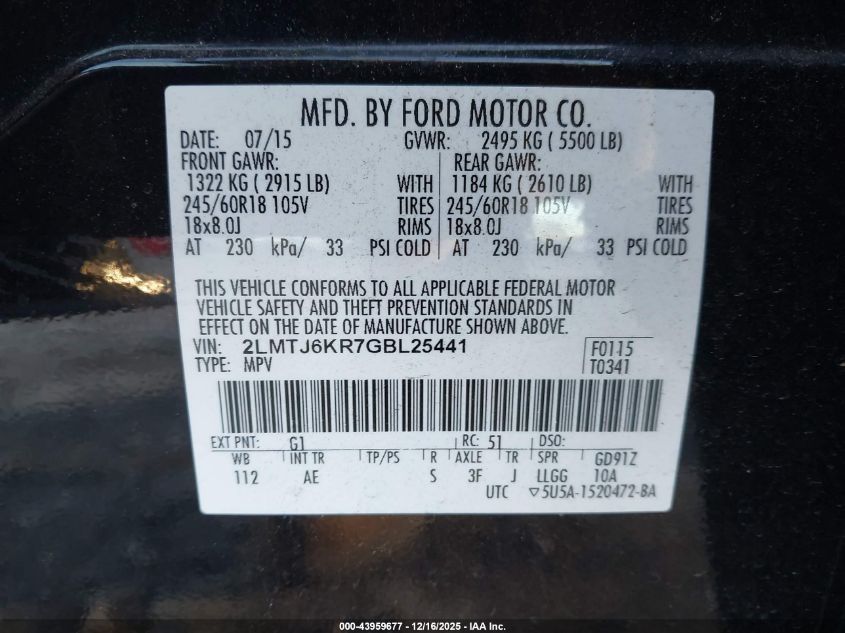 MFD. BY FORD MOTOR CO.
DATE: 07/15 GVWR: 2495 KG ( 5500 LB)
FRONT GAWR: REAR GAWR:
1322 KG ( 2915 LB) WITH 1184 KG ( 2610 LB) WITH
245/60R18 105V TIRES 245/60R18 105V TIRES
18x8.0J RIMS 18x8.0J RIMS
AT 230 kPa/ 33 PSI COLD AT 230 kPa/ 33 PSI COLD
THIS VEHICLE CONFORMS TO ALL APPLICABLE FEDERAL MOTOR
VEHICLE SAFETY AND THEFT PREVENTION STANDARDS IN
EFFECT ON THE DATE OF MANUFACTURE SHOWN ABOVE.
VIN: 2LMTJ6KR7GBL25441 F0115
TYPE: MPV T0341
EXT PNT: G1 RC: 51 DSO:
WB INT TR TP/PS R AXLE TR SPR GD91Z
112 AE S 3F J LLGG 10A
UTC ▽5U5A-1520472-BA
000-43959677 - 12/16/2025 - IAA Inc.